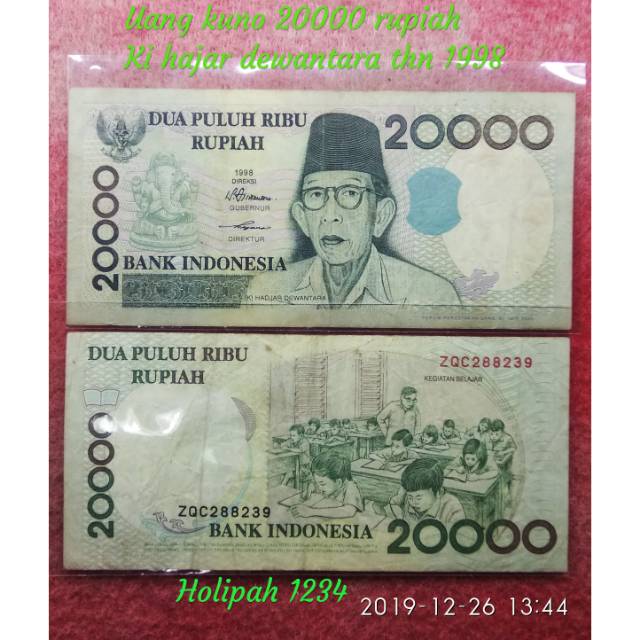 Uang kuno 20000 rupiah
Ki hajar dewantara thn 1998
DUA PULUH RIBU
RUPIAH
20000
1998
DIREKSI
GUBERNUR
DIREKTUR
20000
BANK INDONESIA
KI HADJAR DEWANTARA
DUA PULUH RIBU
RUPIAH
ZQC288239
KEGIATAN BELAJAR
20000
ZQC288239
BANK INDONESIA
20000
Holipah 1234
2019-12-26 13:44